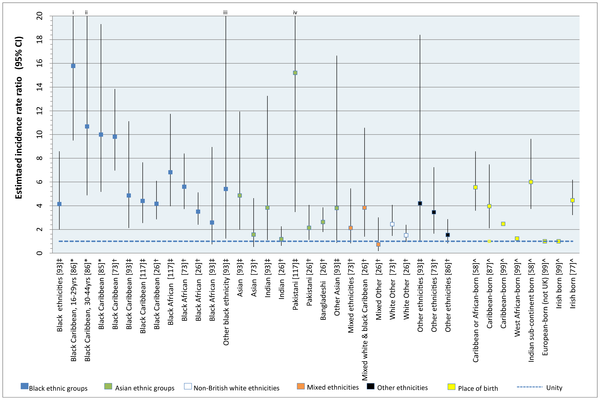 i ii iii iv
20
18
16
14
12
10
8
6
4
2
0
Estimtaed incidence rate ratio (95% CI)
Black ethnicities [93]‡
Black Caribbean, 16-29yrs [86]*
Black Caribbean, 30-44yrs [86]*
Black Caribbean [85]*
Black Caribbean [73]†
Black Caribbean [93]‡
Black Caribbean [117]‡
Black Caribbean [26]†
Black African [117]‡
Black African [73]†
Black African [26]†
Black African [93]‡
Other black ethnicity [93]‡
Asian [93]‡
Asian [73]†
Indian [93]‡
Indian [26]†
Pakistani [117]‡
Pakistani [26]†
Bangladeshi [26]†
Other Asian [93]‡
Mixed ethnicities [73]†
Mixed white & black Caribbean [26]†
Mixed Other [26]†
White Other [73]†
White Other [26]†
Other ethnicities [93]‡
Other ethnicities [73]†
Other ethnicities [86]†
Caribbean or African-born [58]^
Caribbean-born [87]^
Caribbean-born [99]^
West African-born [99]^
Indian sub-continent born [58]^
European-born (not UK) [99]^
Irish born [99]^
Irish born [77]^
Black ethnic groups
Asian ethnic groups
Non-British white ethnicities
Mixed ethnicities
Other ethnicities
Place of birth
Unity